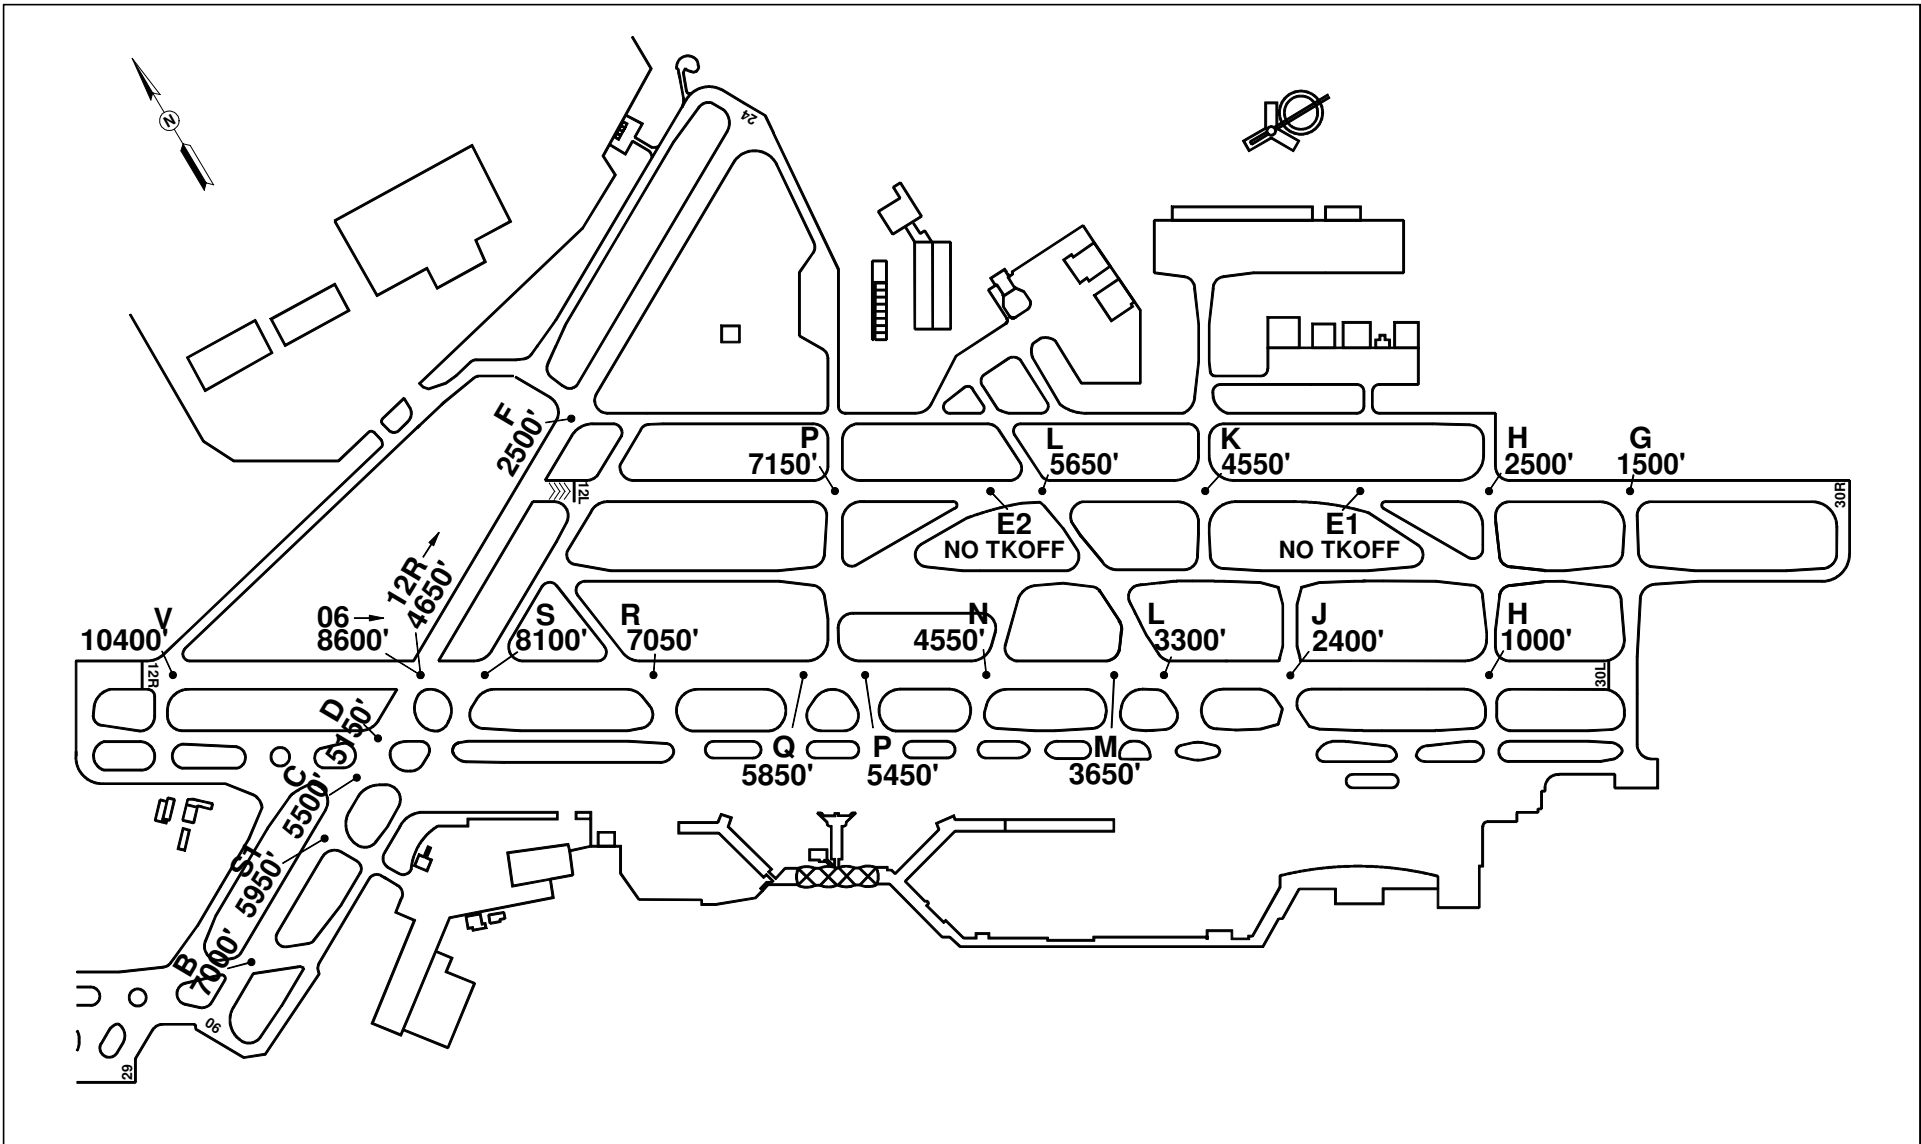 N
24
F
2500'
P
7150'
L
5650'
K
4550'
H
2500'
G
1500'
12L
30R
E2
NO TKOFF
E1
NO TKOFF
12R
4650'
V
10400'
06
8600'
S
8100'
R
7050'
N
4550'
L
3300'
J
2400'
H
1000'
12R
30L
D
5150'
Q
5850'
P
5450'
M
3650'
C
5500'
S1
5950'
B
7000'
06
29